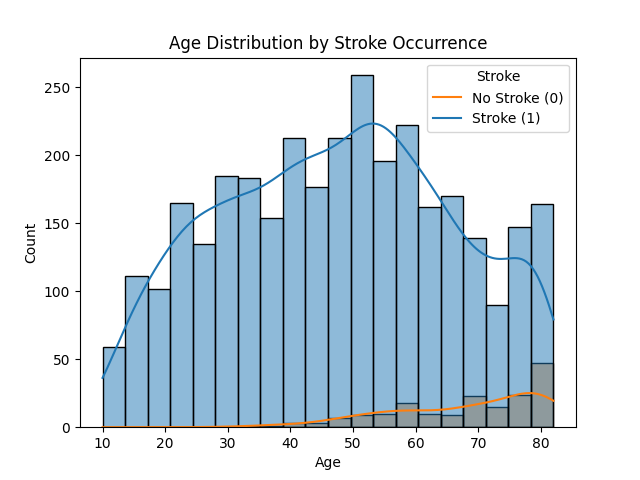 Age Distribution by Stroke Occurrence
Stroke
No Stroke (0)
Stroke (1)
250
200
150
100
50
0
Count
10 20 30 40 50 60 70 80
Age